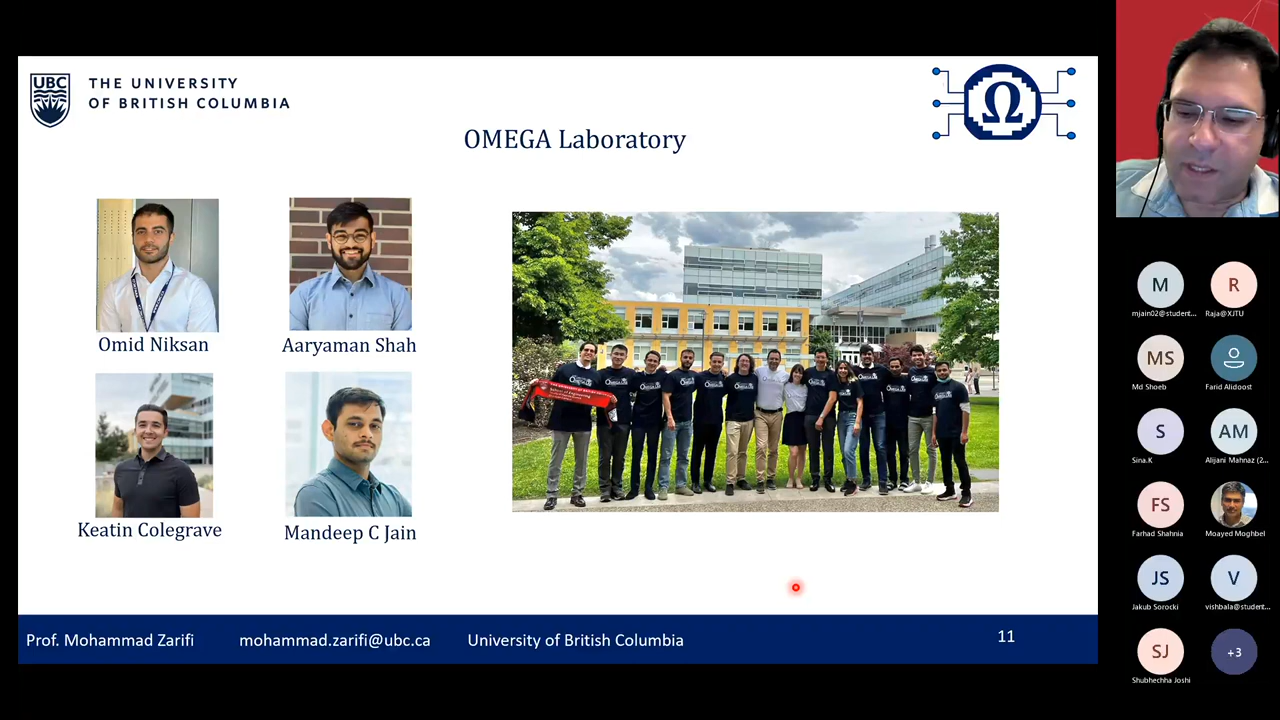 UBC
THE UNIVERSITY
OF BRITISH COLUMBIA
Ω
OMEGA Laboratory
Omid Niksan
Aaryaman Shah
Keatin Colegrave
Mandeep C Jain
Prof. Mohammad Zarifi
mohammad.zarifi@ubc.ca
University of British Columbia
11
M
mjain02@student...
R
Raja@XJTU
MS
Md Shoeb
Farid Alidoost
S
Sina.K
AM
Alijani Mahnaz (2...
FS
Farhad Shahnia
Moayed Moghbel
JS
Jakub Sorocki
V
vishbala@student...
SJ
Shubhechha Joshi
+3